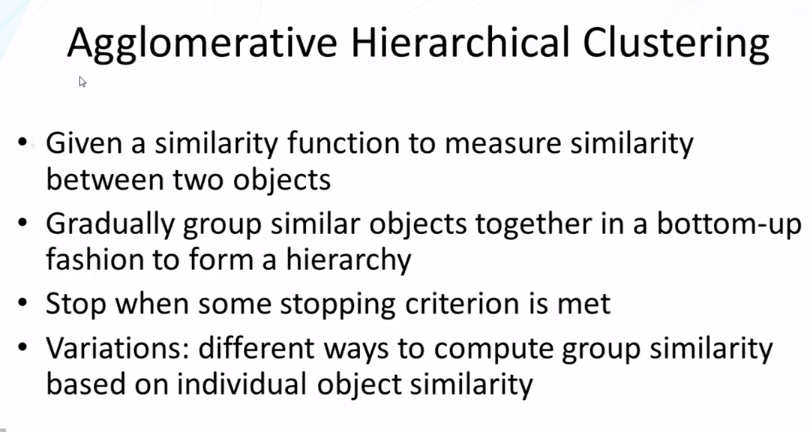 Agglomerative Hierarchical Clustering
• Given a similarity function to measure similarity
between two objects
• Gradually group similar objects together in a bottom-up
fashion to form a hierarchy
• Stop when some stopping criterion is met
• Variations: different ways to compute group similarity
based on individual object similarity